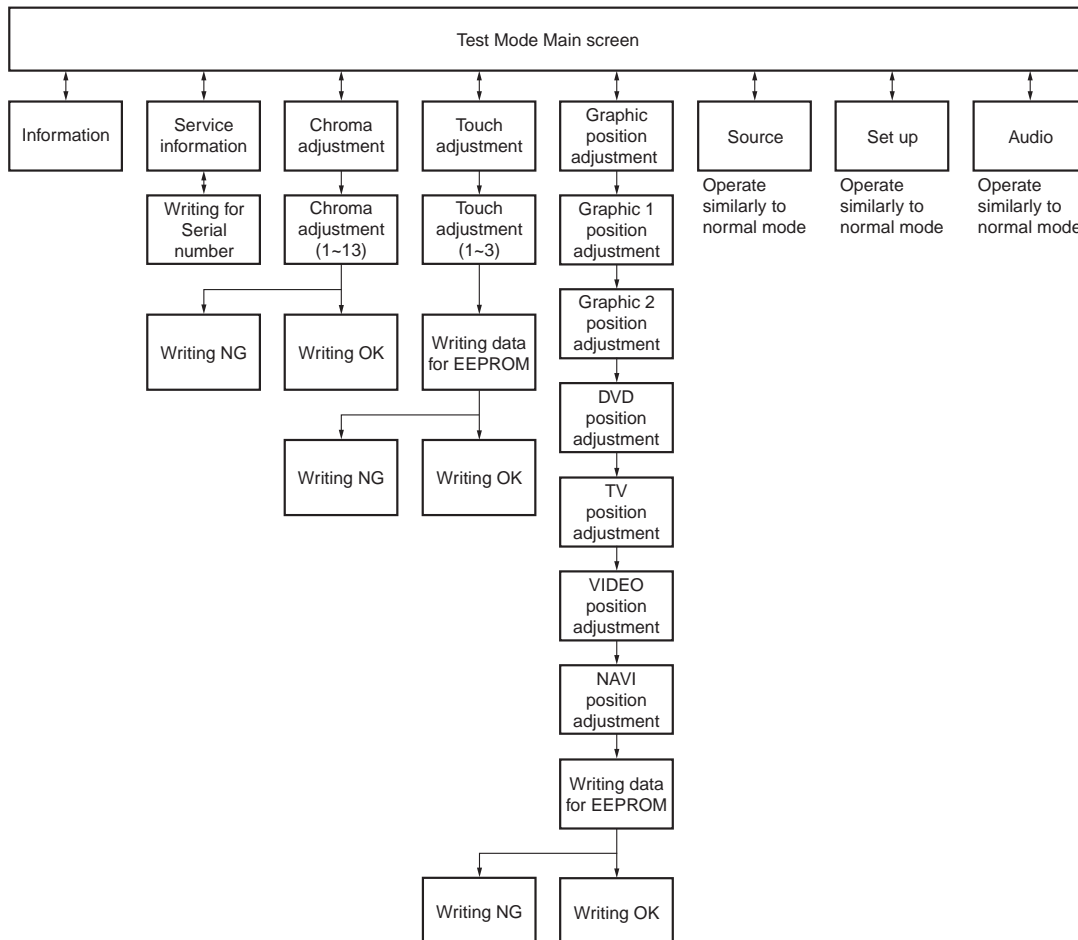 Test Mode Main screen
Information
Service
information
Chroma
adjustment
Touch
adjustment
Graphic
position
adjustment
Source
Set up
Audio
Operate
similarly to
normal mode
Operate
similarly to
normal mode
Operate
similarly to
normal mode
Writing for
Serial
number
Chroma
adjustment
(1~13)
Touch
adjustment
(1~3)
Graphic 1
position
adjustment
Graphic 2
position
adjustment
Writing NG
Writing OK
Writing data
for EEPROM
DVD
position
adjustment
Writing NG
Writing OK
TV
position
adjustment
VIDEO
position
adjustment
NAVI
position
adjustment
Writing data
for EEPROM
Writing NG
Writing OK